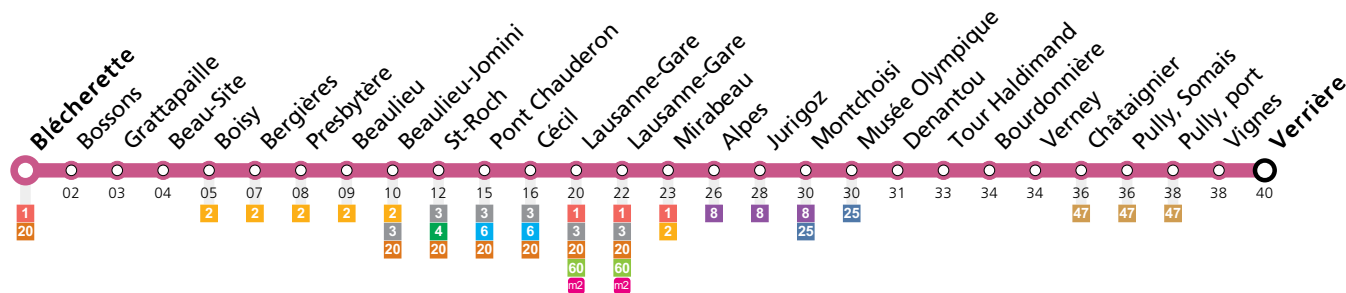 Blécherette
Bossons
Grattapaille
Beau-Site
Boisy
Bergières
Presbytère
Beaulieu
Beaulieu-Jomini
St-Roch
Pont Chauderon
Cécil
Lausanne-Gare
Lausanne-Gare
Mirabeau
Alpes
Jurigoz
Montchoisi
Musée Olympique
Denantou
Tour Haldimand
Bourdonnière
Verney
Châtaignier
Pully, Somais
Pully, port
Vignes
Verrière
02 03 04 05 07 08 09 10 12 15 16 20 22 23 26 28 30 30 31 33 34 34 36 36 38 38 40
1 2 2 2 2 2 3 3 3 1 1 1 8 8 8 25 47 47 47
20 3 4 6 6 3 3 2 25
20 20 20 20 20 20
60 60
m2 m2